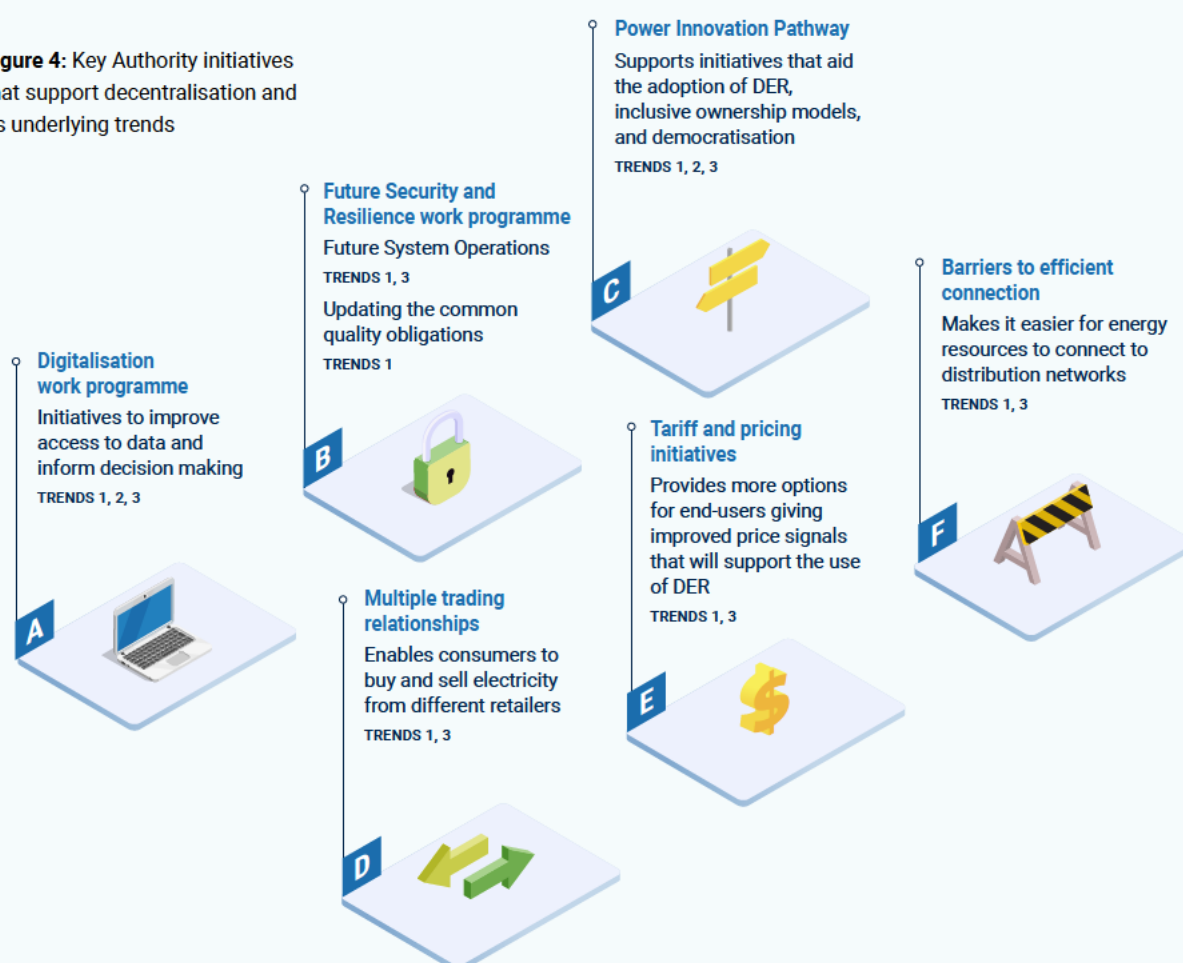 gure 4: Key Authority initiatives
at support decentralisation and
s underlying trends
Digitalisation
work programme
Initiatives to improve
access to data and
inform decision making
TRENDS 1, 2, 3
A
Future Security and
Resilience work programme
Future System Operations
TRENDS 1, 3
Updating the common
quality obligations
TRENDS 1
B
Power Innovation Pathway
Supports initiatives that aid
the adoption of DER,
inclusive ownership models,
and democratisation
TRENDS 1, 2, 3
C
Multiple trading
relationships
Enables consumers to
buy and sell electricity
from different retailers
TRENDS 1, 3
D
Tariff and pricing
initiatives
Provides more options
for end-users giving
improved price signals
that will support the use
of DER
TRENDS 1, 3
E
$
Barriers to efficient
connection
Makes it easier for energy
resources to connect to
distribution networks
TRENDS 1, 3
F